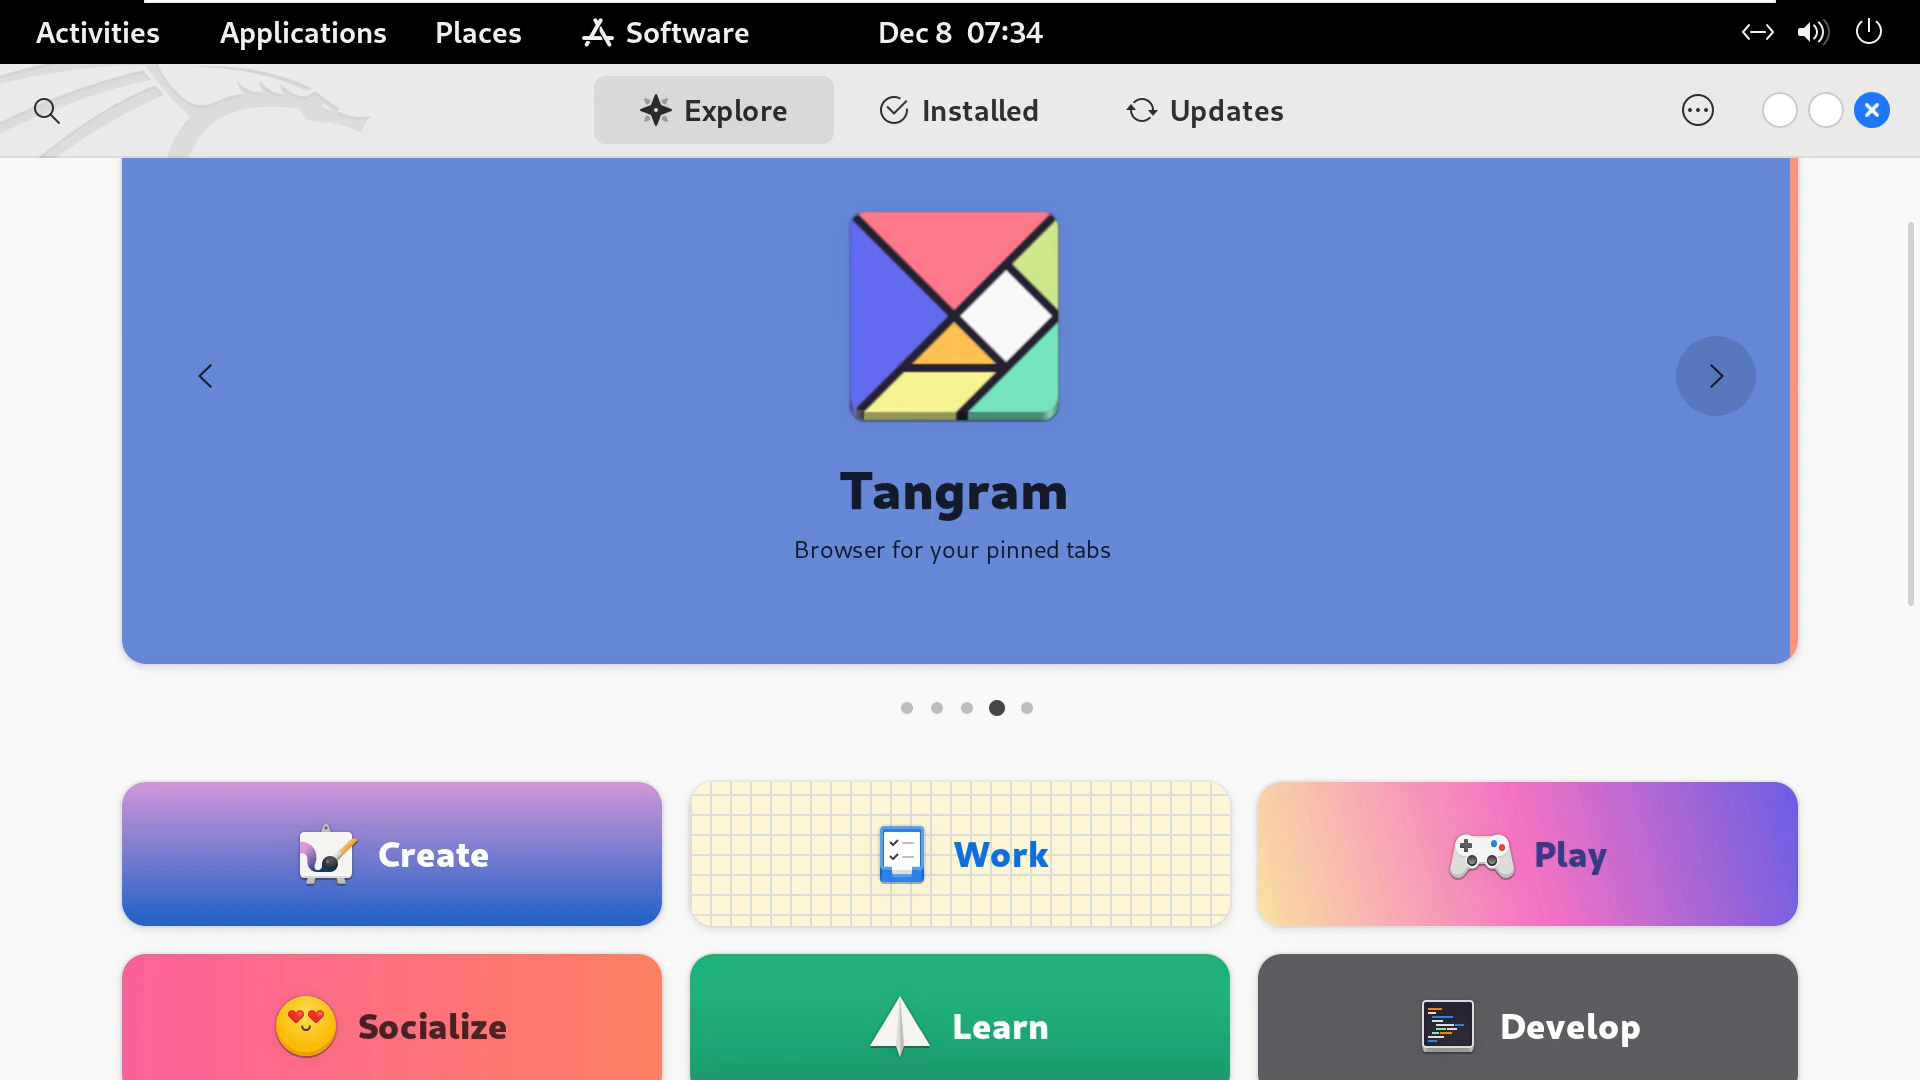 Activities Applications Places Software Dec 8 07:34
Explore Installed Updates
Tangram
Browser for your pinned tabs
Create Work Play
Socialize Learn Develop